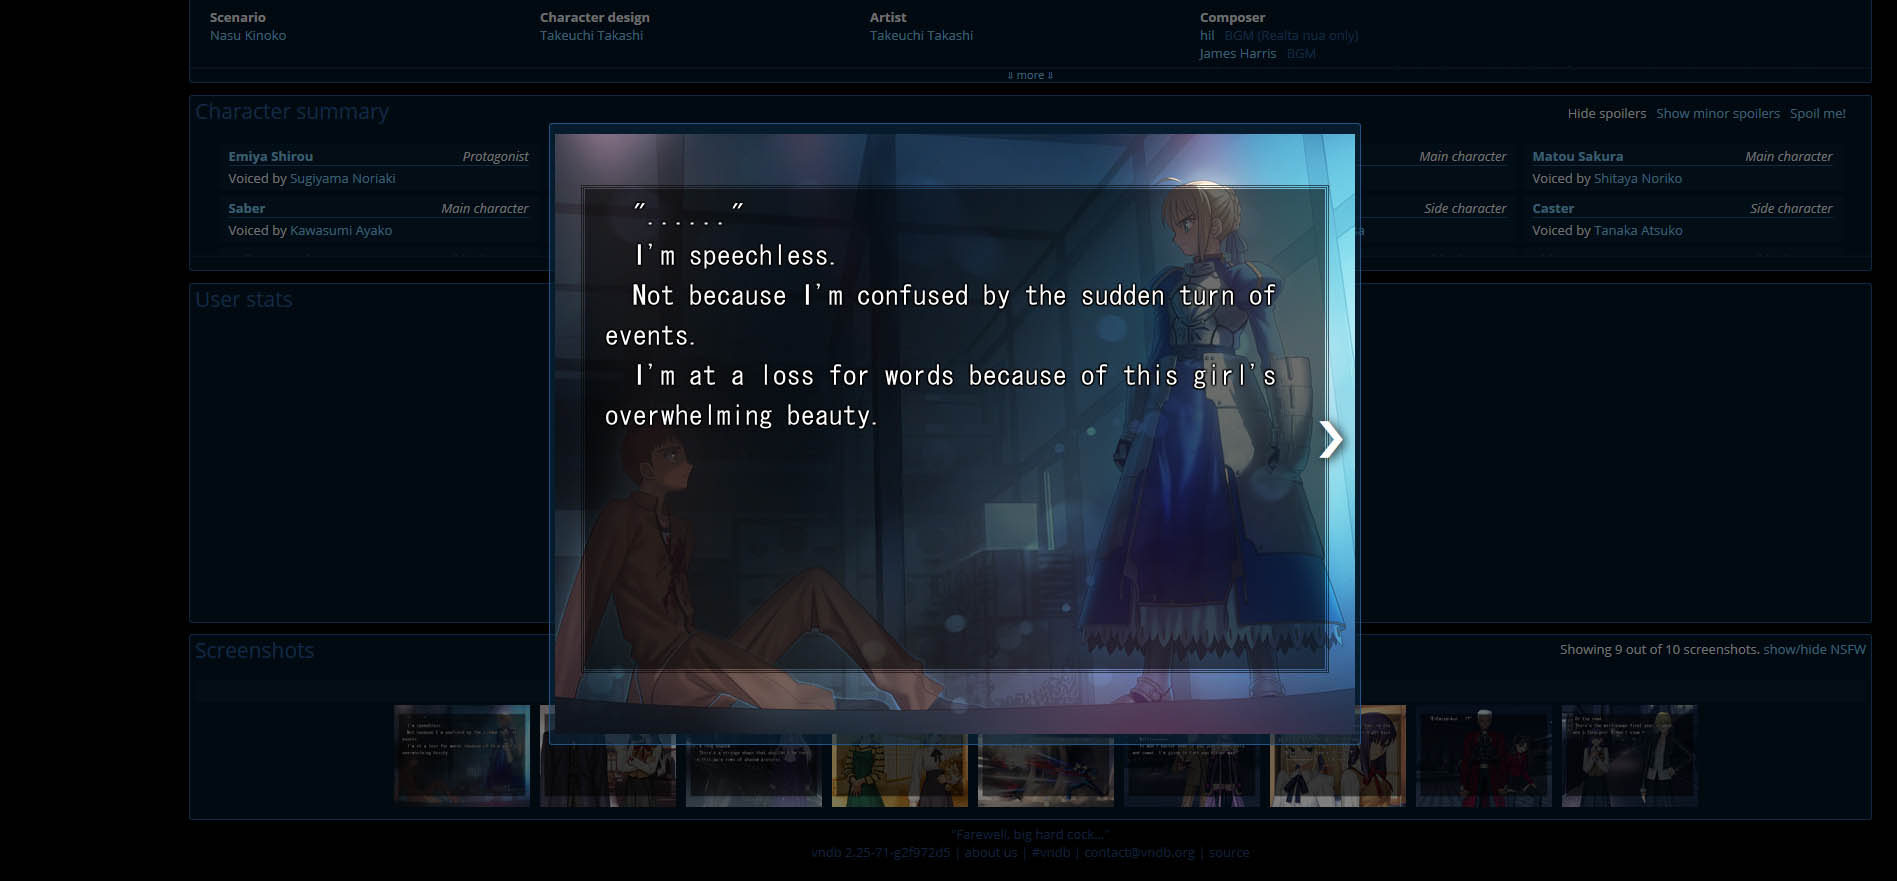 Scenario
Nasu Kinoko
Character design
Takeuchi Takashi
Artist
Takeuchi Takashi
Composer
hil BGM (Realta nua only)
James Harris BGM
⇓ more ⇓
Character summary
Hide spoilers Show minor spoilers Spoil me!
Emiya Shirou Protagonist
Voiced by Sugiyama Noriaki
Saber Main character
Voiced by Kawasumi Ayako
Main character
Side character
Matou Sakura Main character
Voiced by Shitaya Noriko
Caster Side character
Voiced by Tanaka Atsuko
"......"
I'm speechless.
Not because I'm confused by the sudden turn of
events.
I'm at a loss for words because of this girl's
overwhelming beauty.
User stats
Screenshots
Showing 9 out of 10 screenshots. show/hide NSFW
"Farewell, big hard cock..."
vndb 2.25-71-g2f972d5 | about us | #vndb | contact@vndb.org | source